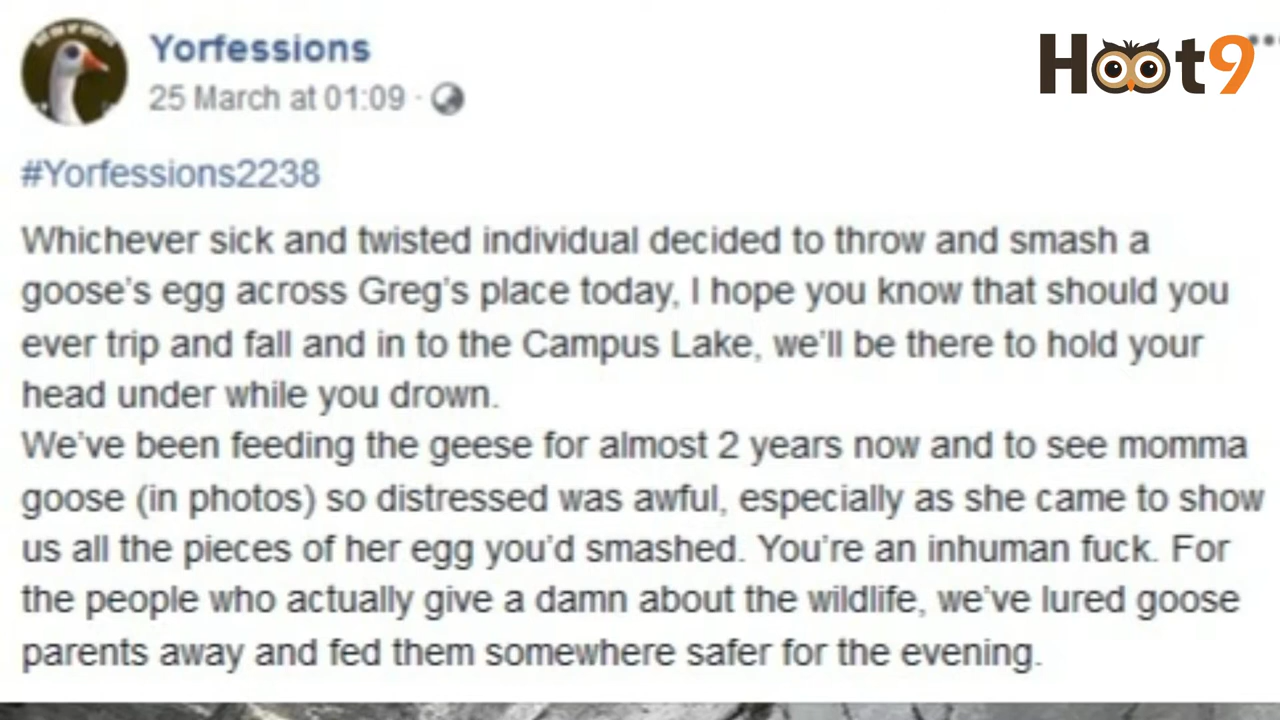 Yorfessions
Hoot9
25 March at 01:09 ·
#Yorfessions2238
Whichever sick and twisted individual decided to throw and smash a
goose's egg across Greg's place today, I hope you know that should you
ever trip and fall and in to the Campus Lake, we'll be there to hold your
head under while you drown.
We've been feeding the geese for almost 2 years now and to see momma
goose (in photos) so distressed was awful, especially as she came to show
us all the pieces of her egg you'd smashed. You're an inhuman fuck. For
the people who actually give a damn about the wildlife, we've lured goose
parents away and fed them somewhere safer for the evening.